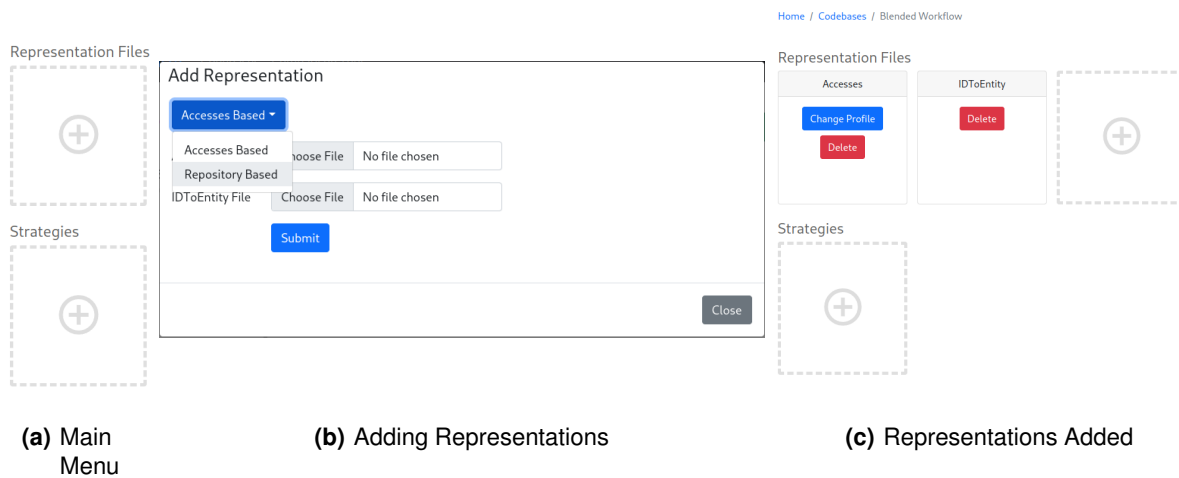 Representation Files
Strategies
(a) Main
Menu
Add Representation
Accesses Based
Accesses Based
Repository Based
No file chosen
IDToEntity File Choose File No file chosen
Submit
Close
(b) Adding Representations
Home / Codebases / Blended Workflow
Representation Files
Accesses
Change Profile
Delete
IDToEntity
Delete
Strategies
(c) Representations Added